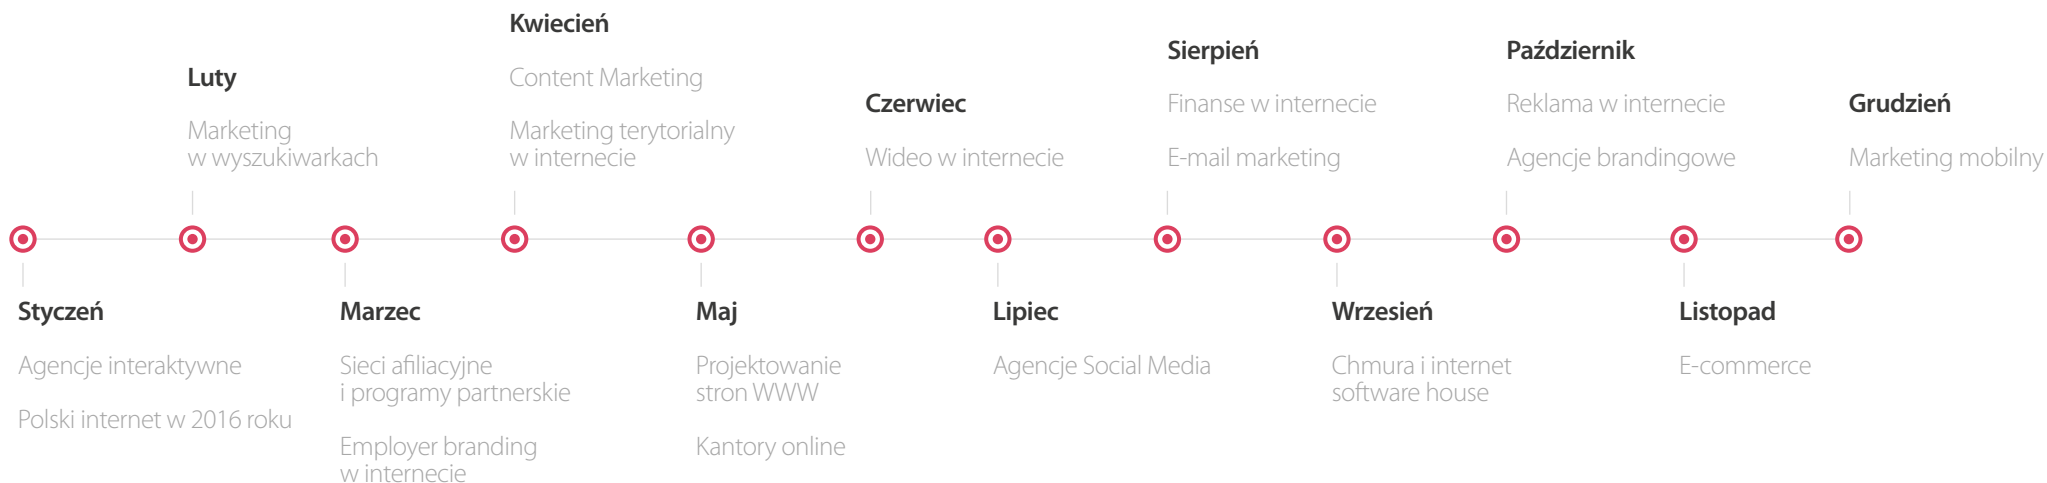 Styczeń
Agencje interaktywne
Polski internet w 2016 roku
Luty
Marketing
w wyszukiwarkach
Marzec
Sieci afiliacyjne
i programy partnerskie
Employer branding
w internecie
Kwiecień
Content Marketing
Marketing terytorialny
w internecie
Maj
Projektowanie
stron WWW
Kantory online
Czerwiec
Wideo w internecie
Lipiec
Agencje Social Media
Sierpień
Finanse w internecie
E-mail marketing
Wrzesień
Chmura i internet
software house
Październik
Reklama w internecie
Agencje brandingowe
Listopad
E-commerce
Grudzień
Marketing mobilny